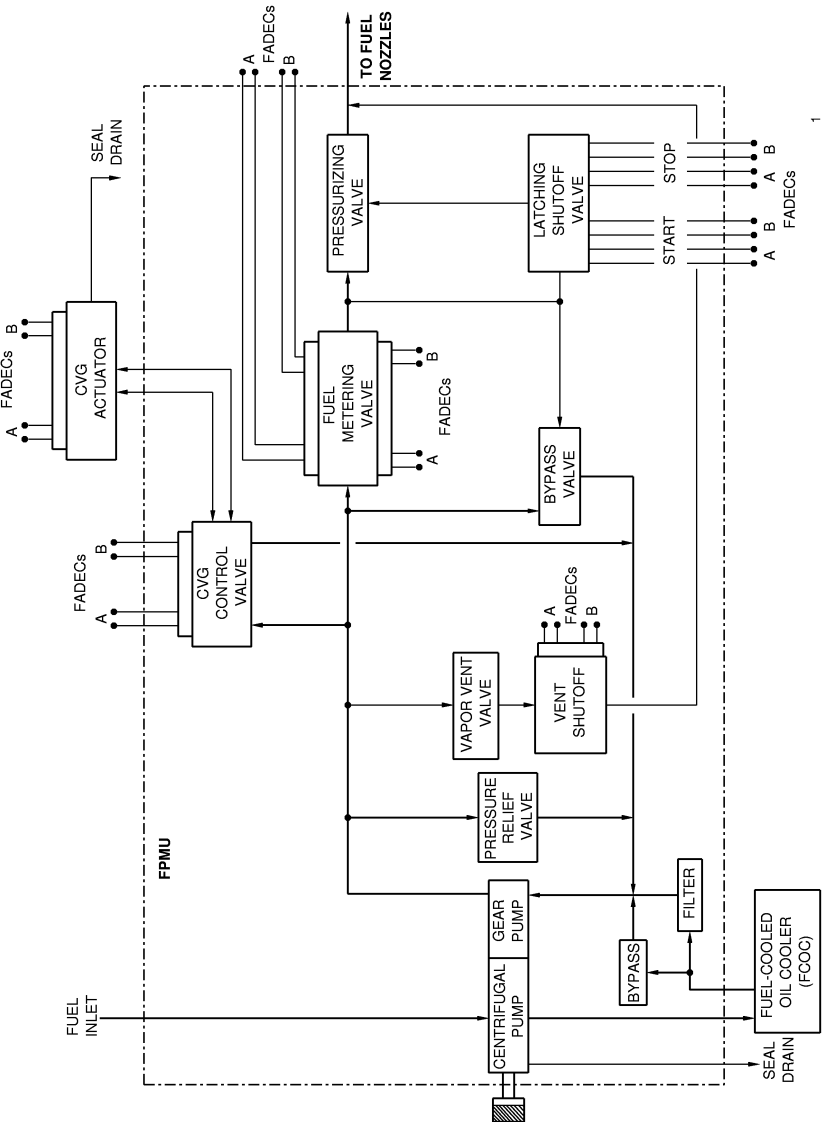 TO FUEL
NOZZLES
FADECs
A
B
SEAL
DRAIN
1
PRESSURIZING
VALVE
LATCHING
SHUTOFF
VALVE
STOP
START
B
A
B
A
FADECs
FADECs
B
A
CVG
ACTUATOR
FUEL
METERING
VALVE
B
A
FADECs
BYPASS
VALVE
FADECs
B
A
CVG
CONTROL
VALVE
VAPOR VENT
VALVE
VENT
SHUTOFF
A
FADECs
B
PRESSURE
RELIEF
VALVE
FPMU
GEAR
PUMP
CENTRIFUGAL
PUMP
FILTER
BYPASS
FUEL-COOLED
OIL COOLER
(FCOC)
FUEL
INLET
SEAL
DRAIN